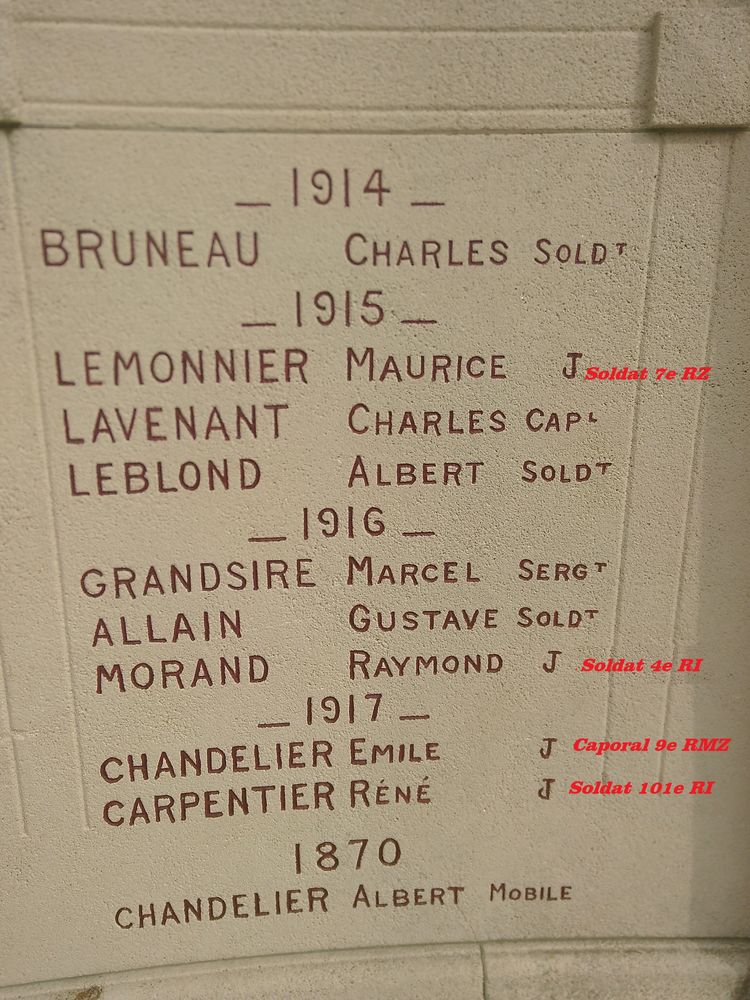 _ 1914 _
BRUNEAU CHARLES SOLDT
_ 1915 _
LEMONNIER MAURICE J Soldat 7e RZ
LAVENANT CHARLES CAPL
LEBLOND ALBERT SOLDT
_ 1916 _
GRANDSIRE MARCEL SERGT
ALLAIN GUSTAVE SOLDT
MORAND RAYMOND J Soldat 4e RI
_ 1917 _
CHANDELIER EMILE J Caporal 9e RMZ
CARPENTIER RÉNÉ J Soldat 101e RI
1870
CHANDELIER ALBERT MOBILE